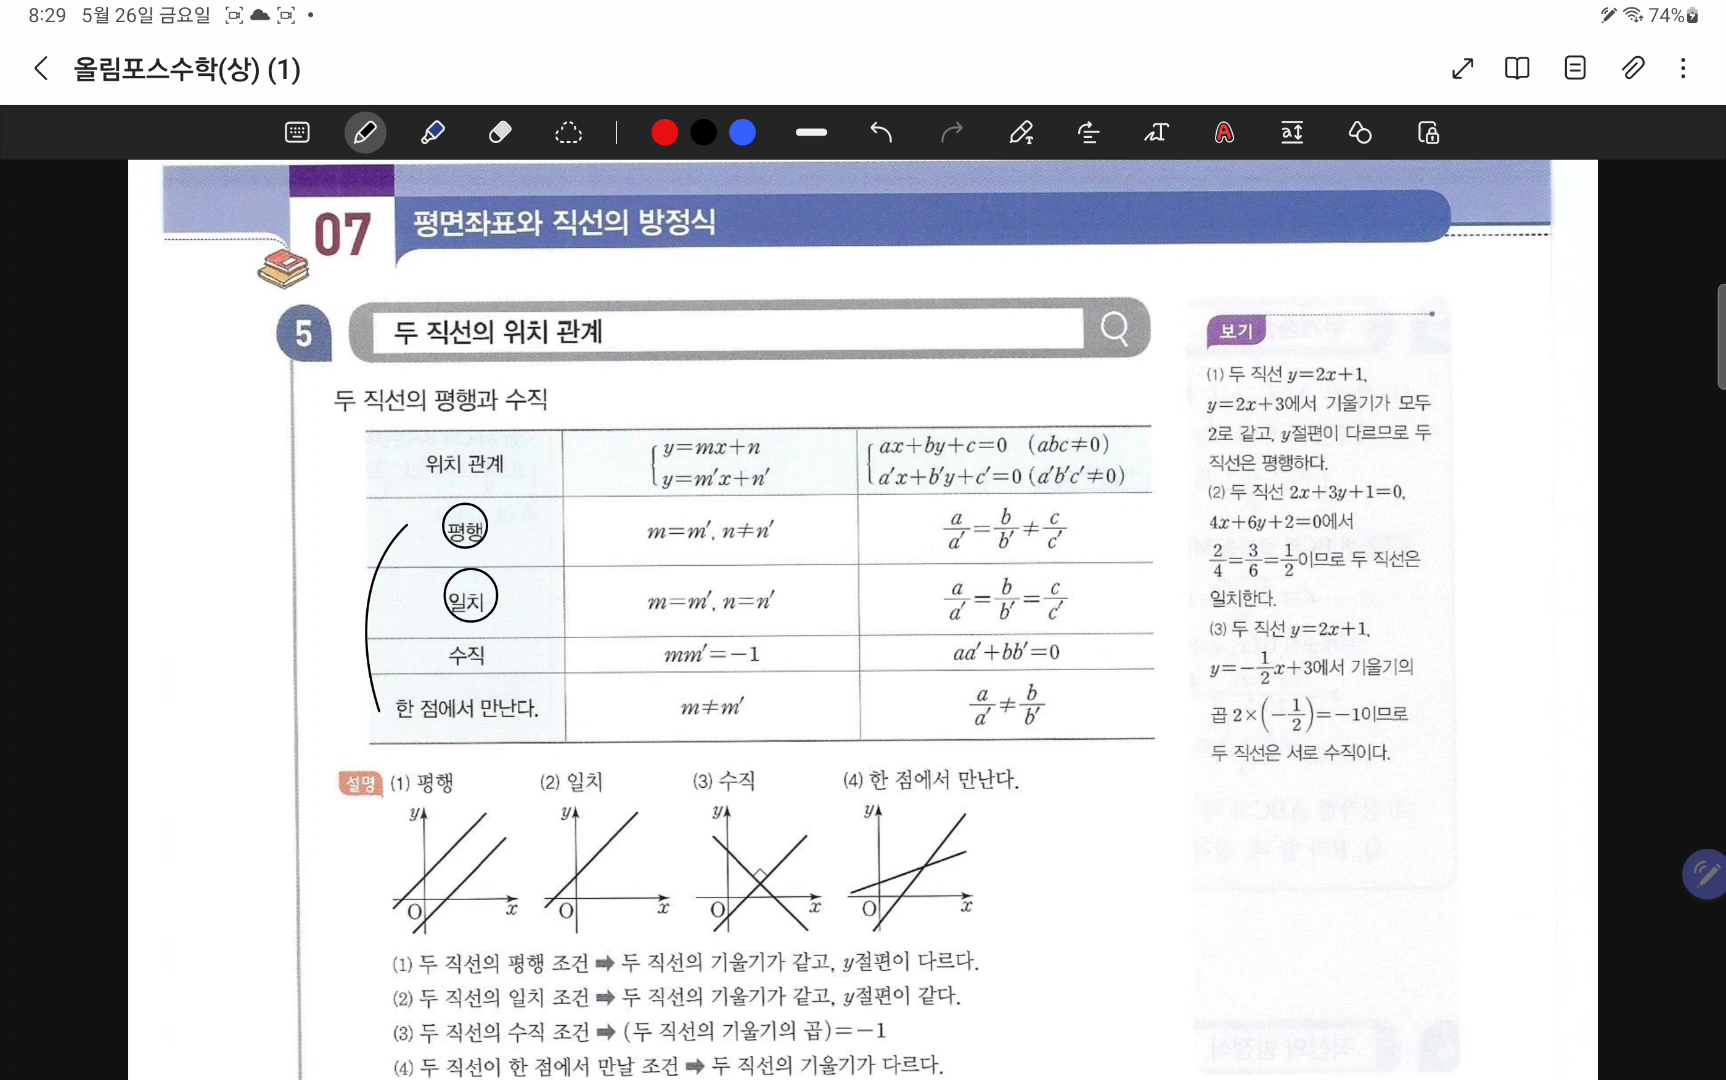 8:29 5월 26일 금요일
74%
올림포스수학(상) (1)
07 평면좌표와 직선의 방정식
5 두 직선의 위치 관계
두 직선의 평행과 수직
위치 관계 { y=mx+n y=m′x+n′ { ax+by+c=0 (abc≠0) a′x+b′y+c′=0 (a′b′c′≠0)
평행 m=m′, n≠n′ a/a′=b/b′≠c/c′
일치 m=m′, n=n′ a/a′=b/b′=c/c′
수직 mm′=-1 aa′+bb′=0
한 점에서 만난다. m≠m′ a/a′≠b/b′
설명 (1) 평행 (2) 일치 (3) 수직 (4) 한 점에서 만난다.
y y y y
O x O x O x O x
(1) 두 직선의 평행 조건 ➡ 두 직선의 기울기가 같고, y절편이 다르다.
(2) 두 직선의 일치 조건 ➡ 두 직선의 기울기가 같고, y절편이 같다.
(3) 두 직선의 수직 조건 ➡ (두 직선의 기울기의 곱)=-1
(4) 두 직선이 한 점에서 만날 조건 ➡ 두 직선의 기울기가 다르다.
보기
(1) 두 직선 y=2x+1,
y=2x+3에서 기울기가 모두
2로 같고, y절편이 다르므로 두
직선은 평행하다.
(2) 두 직선 2x+3y+1=0,
4x+6y+2=0에서
2/4=3/6=1/2이므로 두 직선은
일치한다.
(3) 두 직선 y=2x+1,
y=-1/2x+3에서 기울기의
곱 2×(-1/2)=-1이므로
두 직선은 서로 수직이다.